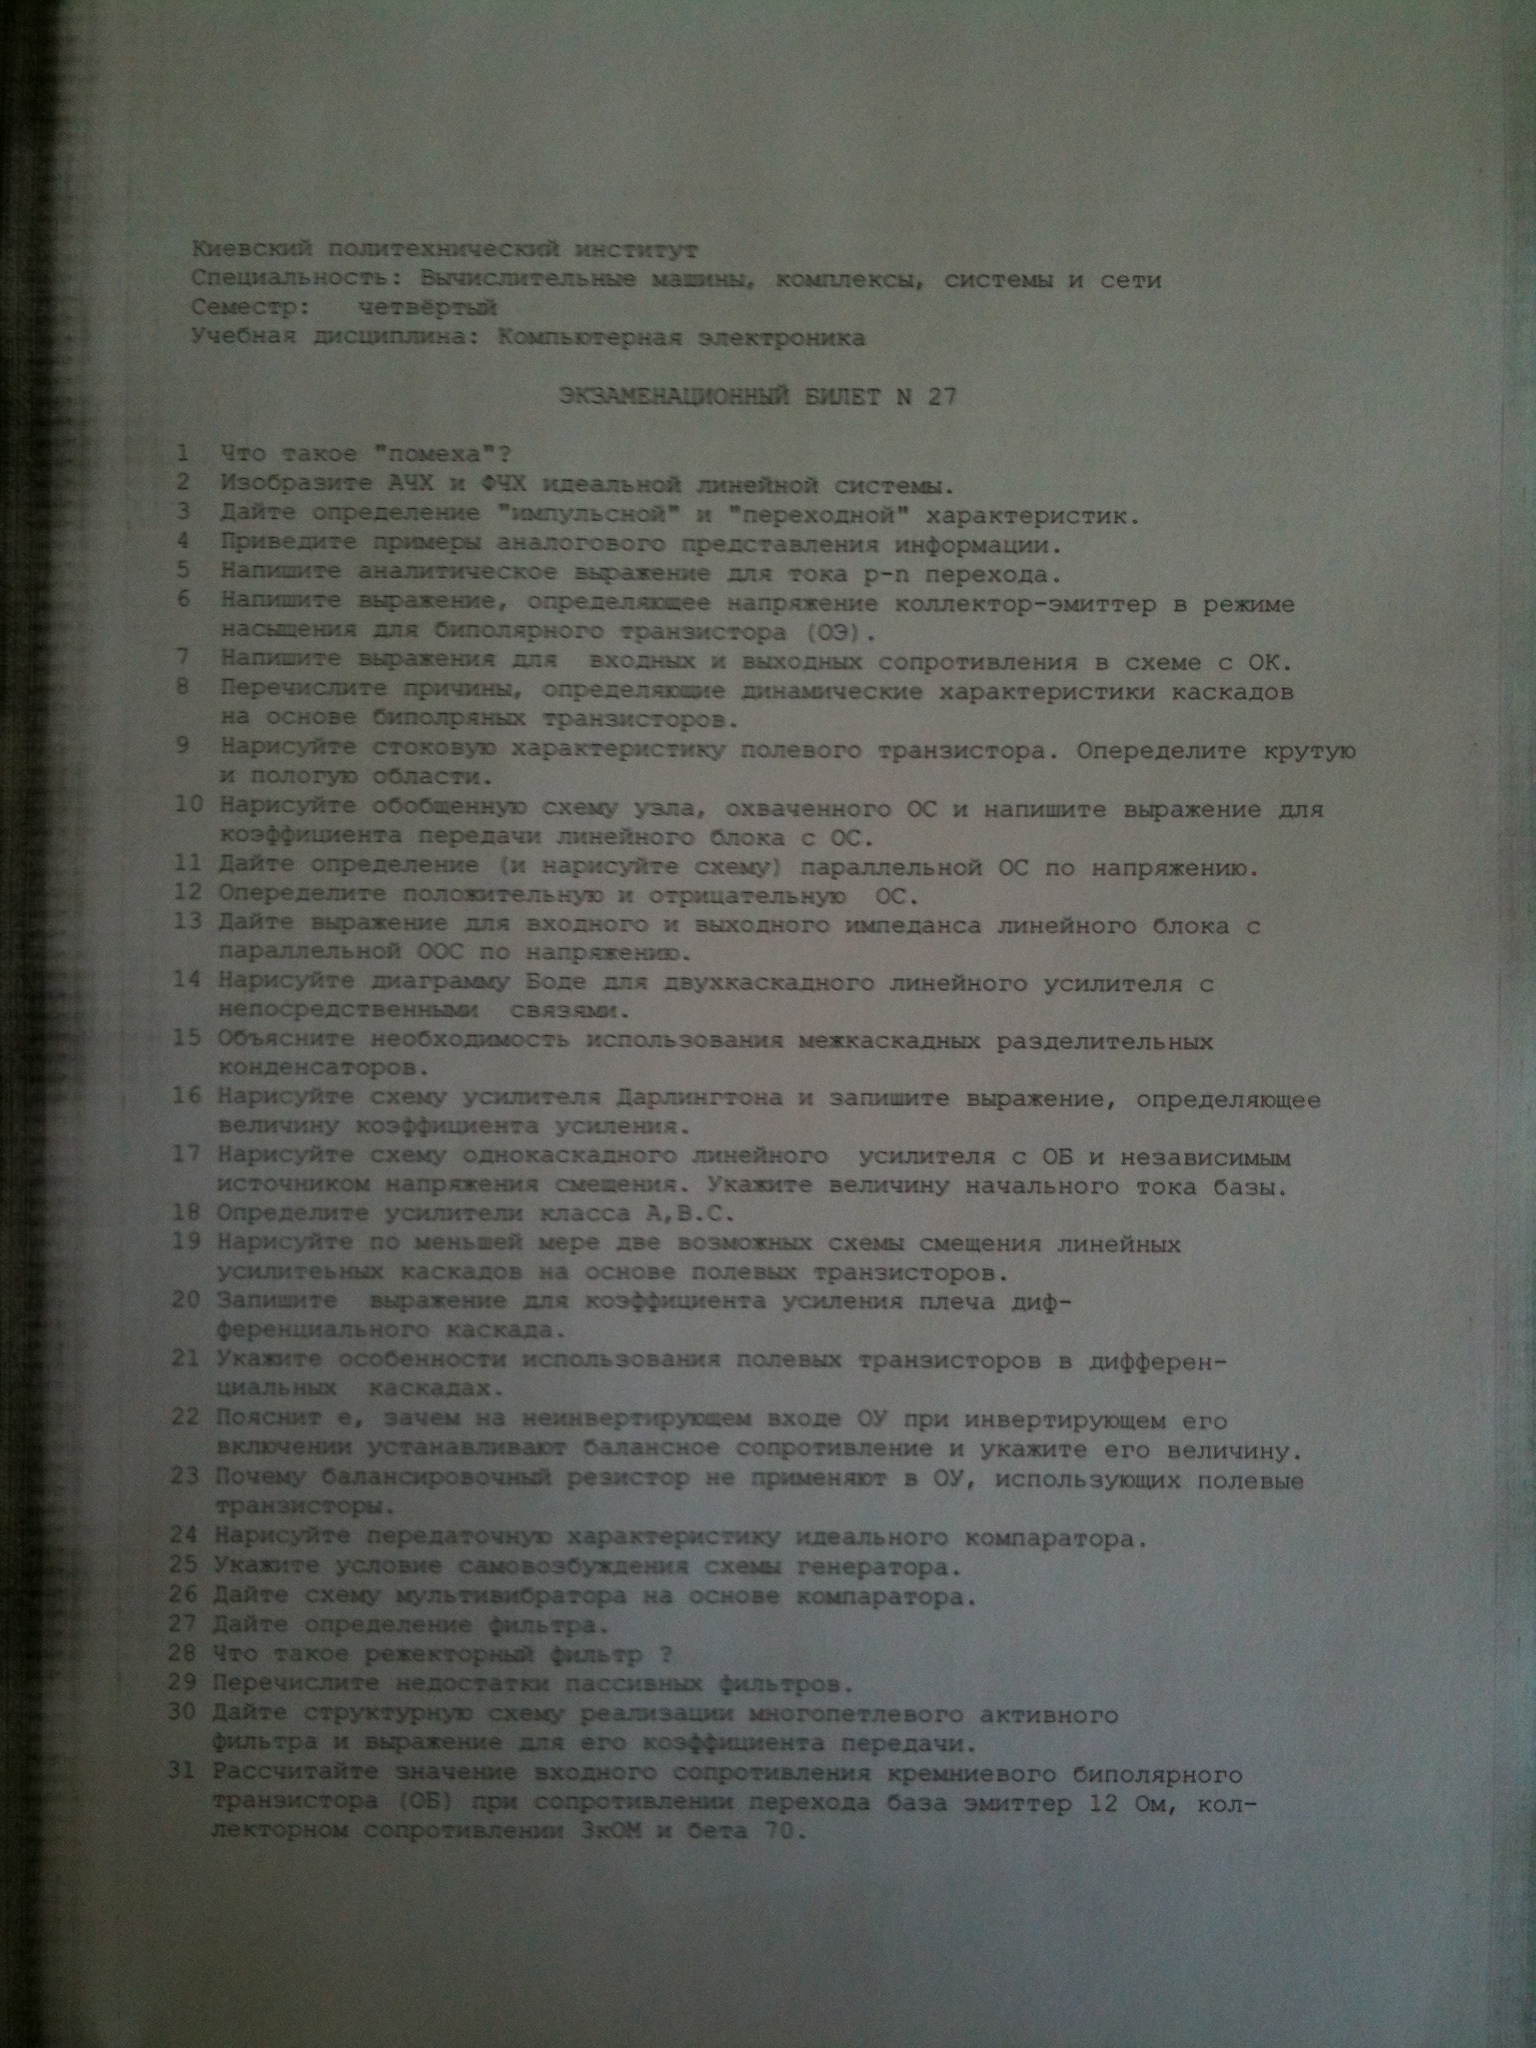 Киевский политехнический институт
Специальность: Вычислительные машины, комплексы, системы и сети
Семестр: четвёртый
Учебная дисциплина: Компьютерная электроника
ЭКЗАМЕНАЦИОННЫЙ БИЛЕТ N 27
1 Что такое "помеха"?
2 Изобразите АЧХ и ФЧХ идеальной линейной системы.
3 Дайте определение "импульсной" и "переходной" характеристик.
4 Приведите примеры аналогового представления информации.
5 Напишите аналитическое выражение для тока p-n перехода.
6 Напишите выражение, определяющее напряжение коллектор-эмиттер в режиме
насыщения для биполярного транзистора (ОЭ).
7 Напишите выражения для входных и выходных сопротивления в схеме с ОК.
8 Перечислите причины, определяющие динамические характеристики каскадов
на основе биполряных транзисторов.
9 Нарисуйте стоковую характеристику полевого транзистора. Опеределите крутую
и пологую области.
10 Нарисуйте обобщенную схему узла, охваченного ОС и напишите выражение для
коэффициента передачи линейного блока с ОС.
11 Дайте определение (и нарисуйте схему) параллельной ОС по напряжению.
12 Опеределите положительную и отрицательную ОС.
13 Дайте выражение для входного и выходного импеданса линейного блока с
параллельной ООС по напряжению.
14 Нарисуйте диаграмму Боде для двухкаскадного линейного усилителя с
непосредственными связями.
15 Объясните необходимость использования межкаскадных разделительных
конденсаторов.
16 Нарисуйте схему усилителя Дарлингтона и запишите выражение, определяющее
величину коэффициента усиления.
17 Нарисуйте схему однокаскадного линейного усилителя с ОБ и независимым
источником напряжения смещения. Укажите величину начального тока базы.
18 Определите усилители класса А,В.С.
19 Нарисуйте по меньшей мере две возможных схемы смещения линейных
усилитеьных каскадов на основе полевых транзисторов.
20 Запишите выражение для коэффициента усиления плеча диф-
ференциального каскада.
21 Укажите особенности использования полевых транзисторов в дифферен-
циальных каскадах.
22 Пояснит е, зачем на неинвертирующем входе ОУ при инвертирующем его
включении устанавливают балансное сопротивление и укажите его величину.
23 Почему балансировочный резистор не применяют в ОУ, использующих полевые
транзисторы.
24 Нарисуйте передаточную характеристику идеального компаратора.
25 Укажите условие самовозбуждения схемы генератора.
26 Дайте схему мультивибратора на основе компаратора.
27 Дайте определение фильтра.
28 Что такое режекторный фильтр ?
29 Перечислите недостатки пассивных фильтров.
30 Дайте структурную схему реализации многопетлевого активного
фильтра и выражение для его коэффициента передачи.
31 Рассчитайте значение входного сопротивления кремниевого биполярного
транзистора (ОБ) при сопротивлении перехода база эмиттер 12 Ом, кол-
лекторном сопротивлении 3кОМ и бета 70.